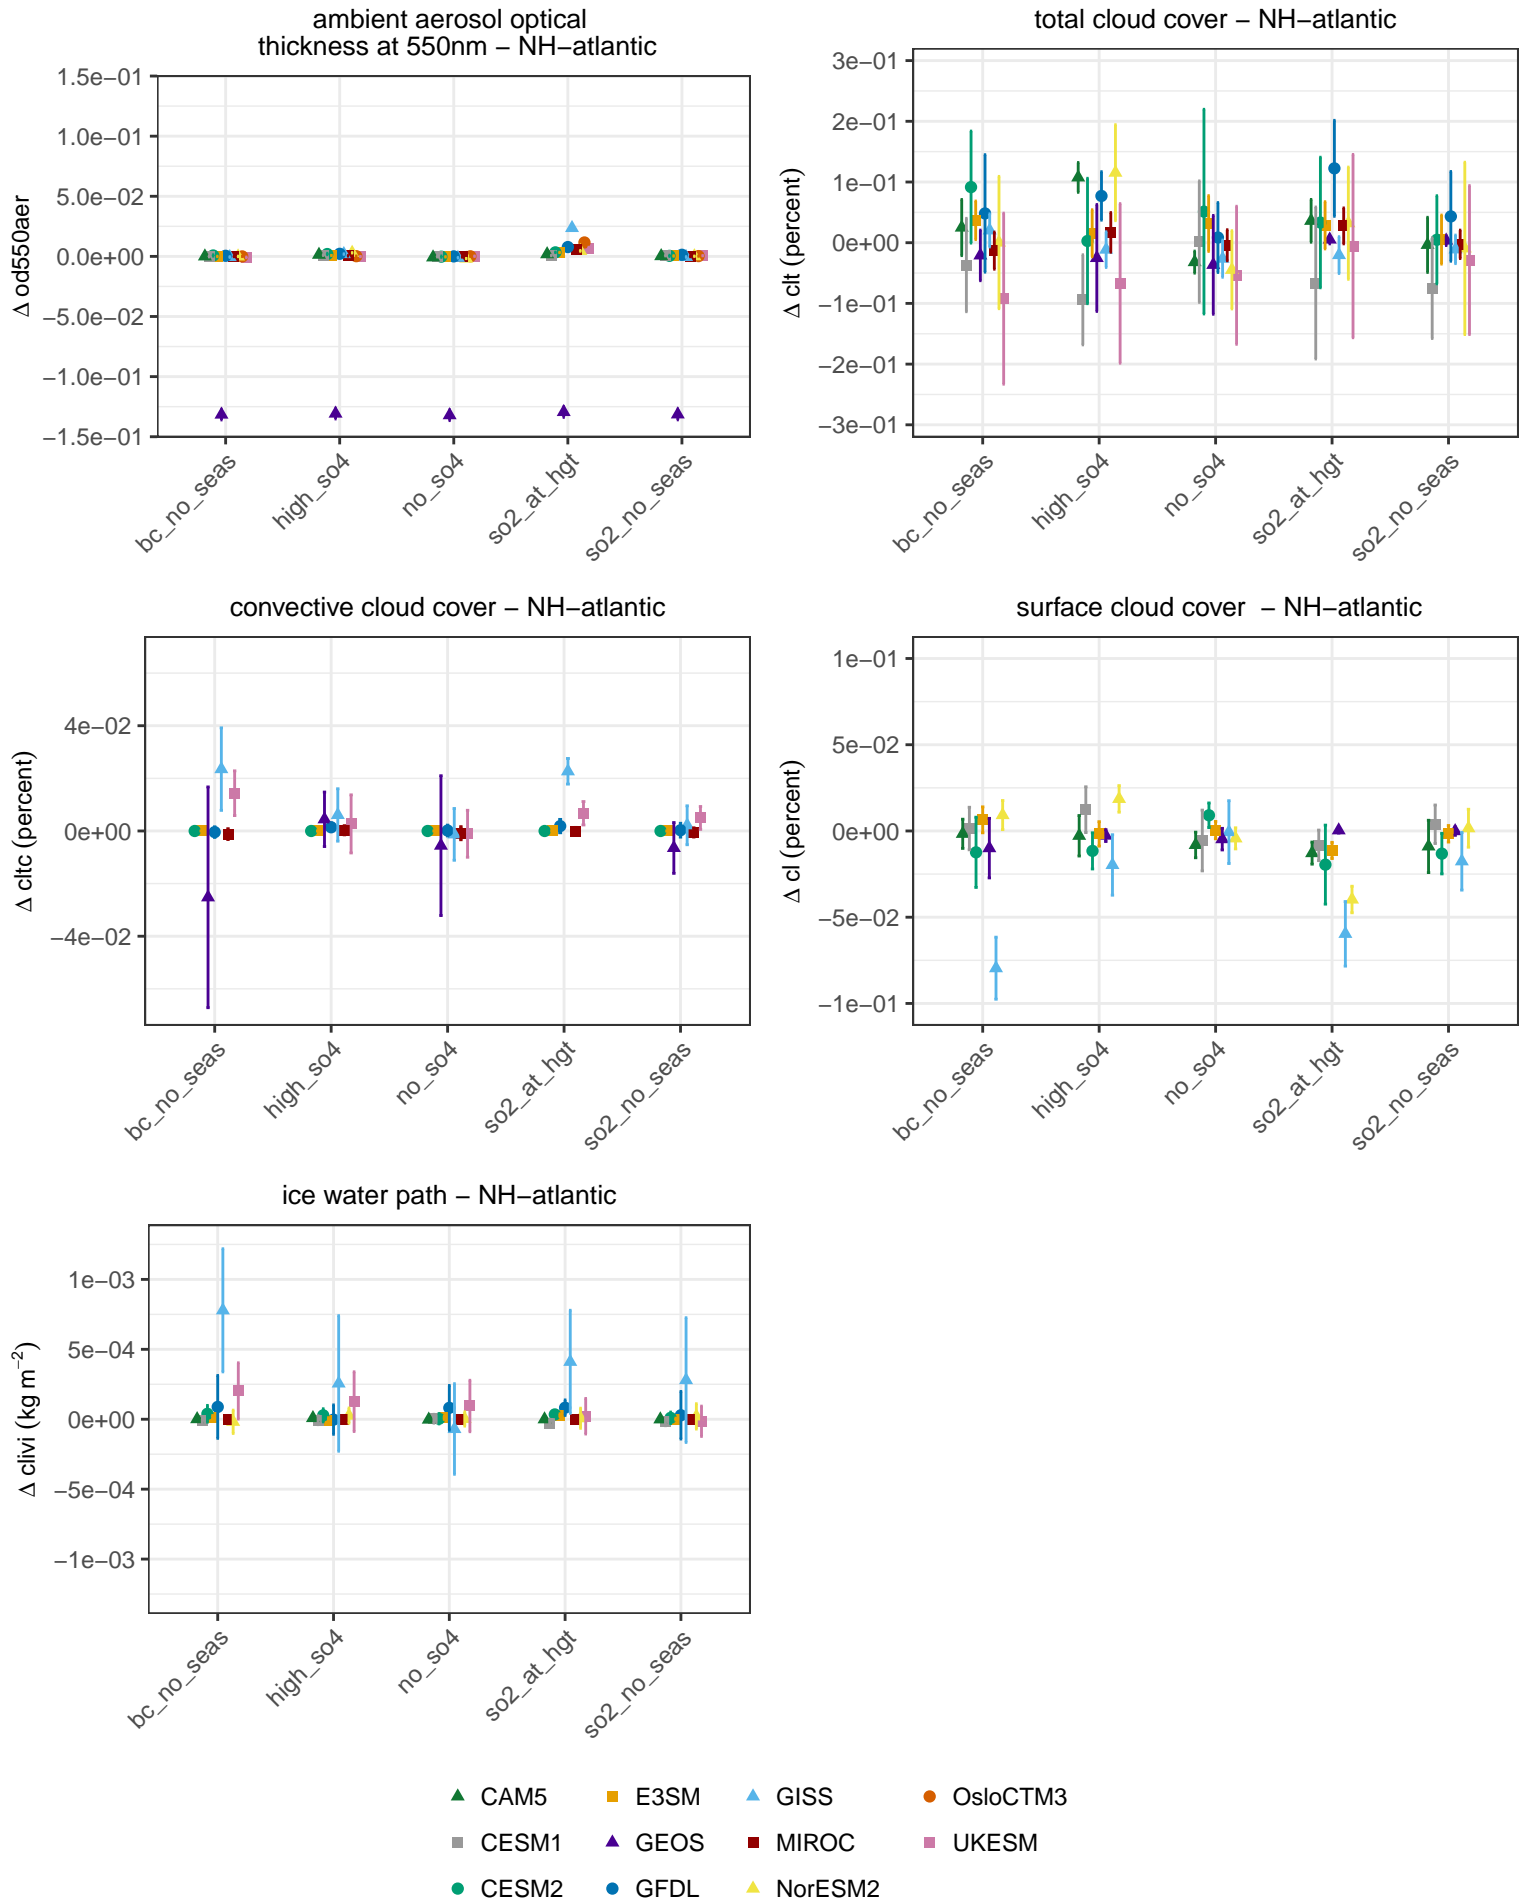 ambient aerosol optical
thickness at 550nm − NH−atlantic
Δ od550aer
1.5e−01
1.0e−01
5.0e−02
0.0e+00
−5.0e−02
−1.0e−01
−1.5e−01
bc_no_seas
high_so4
no_so4
so2_at_hgt
so2_no_seas
total cloud cover − NH−atlantic
Δ clt (percent)
3e−01
2e−01
1e−01
0e+00
−1e−01
−2e−01
−3e−01
bc_no_seas
high_so4
no_so4
so2_at_hgt
so2_no_seas
convective cloud cover − NH−atlantic
Δ cltc (percent)
4e−02
0e+00
−4e−02
bc_no_seas
high_so4
no_so4
so2_at_hgt
so2_no_seas
surface cloud cover − NH−atlantic
Δ cl (percent)
1e−01
5e−02
0e+00
−5e−02
−1e−01
bc_no_seas
high_so4
no_so4
so2_at_hgt
so2_no_seas
ice water path − NH−atlantic
Δ clivi (kg m⁻²)
1e−03
5e−04
0e+00
−5e−04
−1e−03
bc_no_seas
high_so4
no_so4
so2_at_hgt
so2_no_seas
CAM5 E3SM GISS OsloCTM3
CESM1 GEOS MIROC UKESM
CESM2 GFDL NorESM2